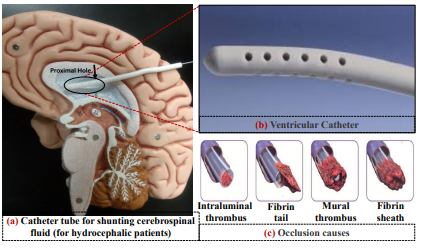 Proximal Hole
(b) Ventricular Catheter
Intraluminal
thrombus
Fibrin
tail
Mural
thrombus
Fibrin
sheath
(a) Catheter tube for shunting cerebrospinal
fluid (for hydrocephalic patients)
(c) Occlusion causes